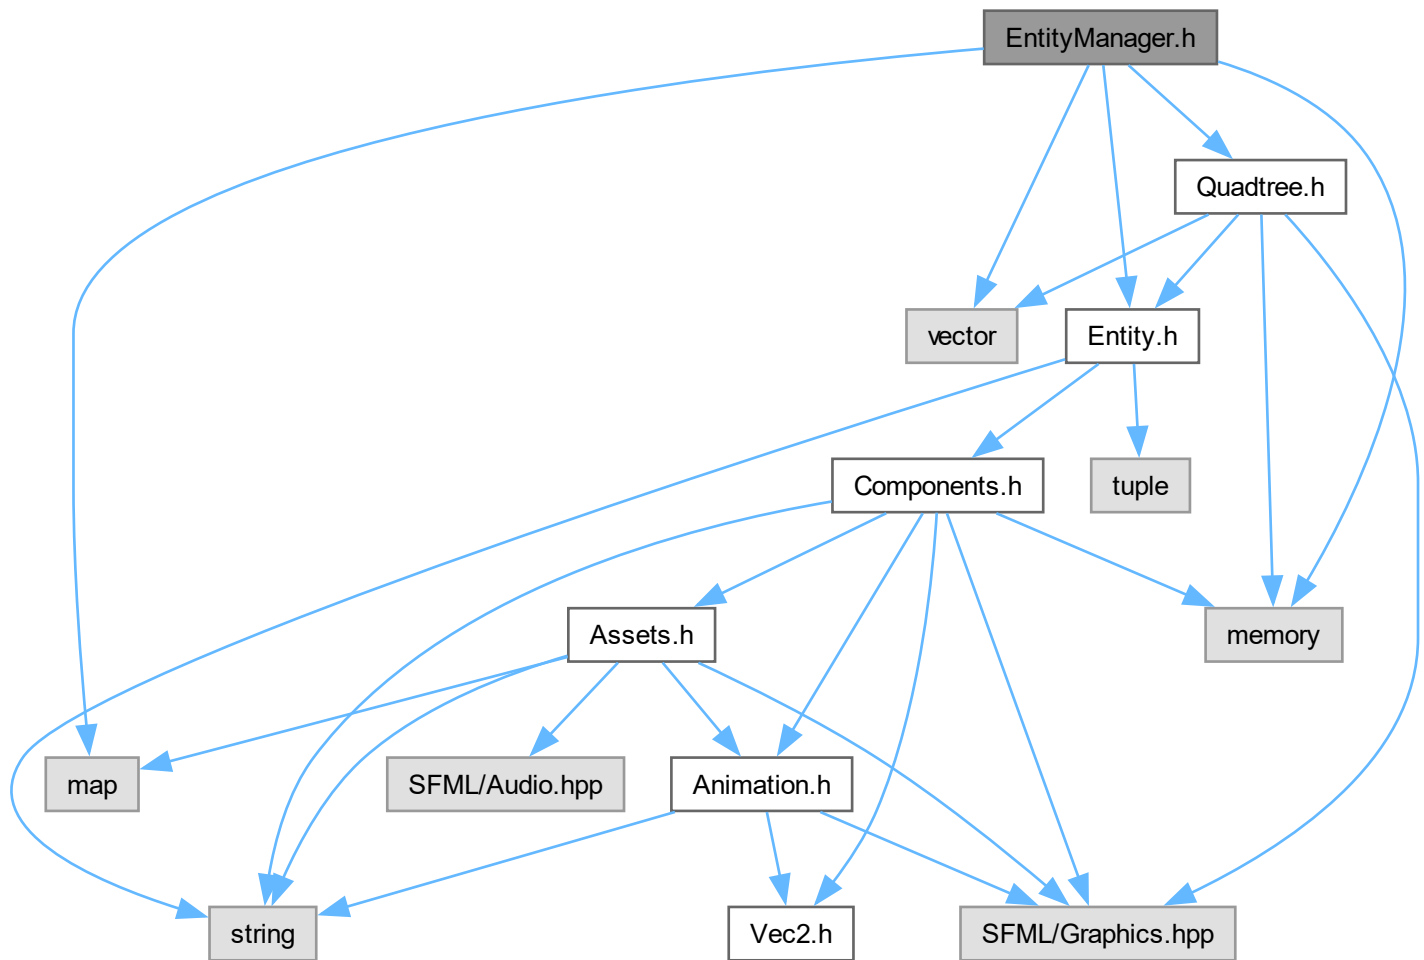 EntityManager.h
Quadtree.h
vector
Entity.h
Components.h
tuple
Assets.h
memory
map
SFML/Audio.hpp
Animation.h
string
Vec2.h
SFML/Graphics.hpp